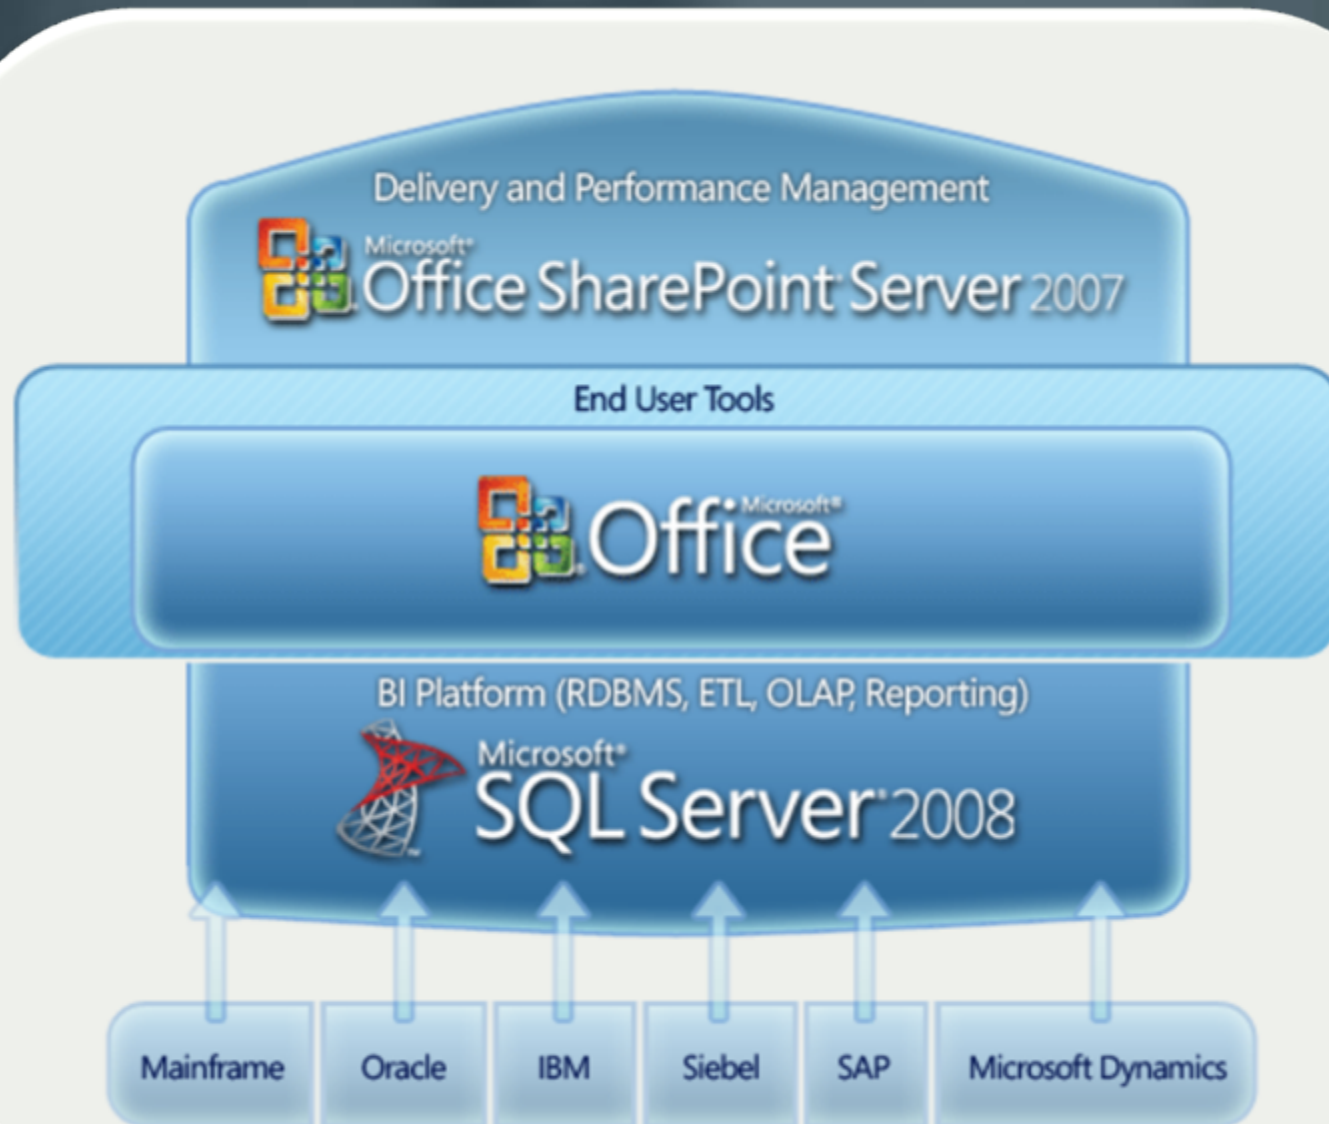 Delivery and Performance Management
Microsoft®
Office SharePoint Server 2007
End User Tools
Microsoft®
Office
BI Platform (RDBMS, ETL, OLAP, Reporting)
Microsoft®
SQL Server 2008
Mainframe
Oracle
IBM
Siebel
SAP
Microsoft Dynamics